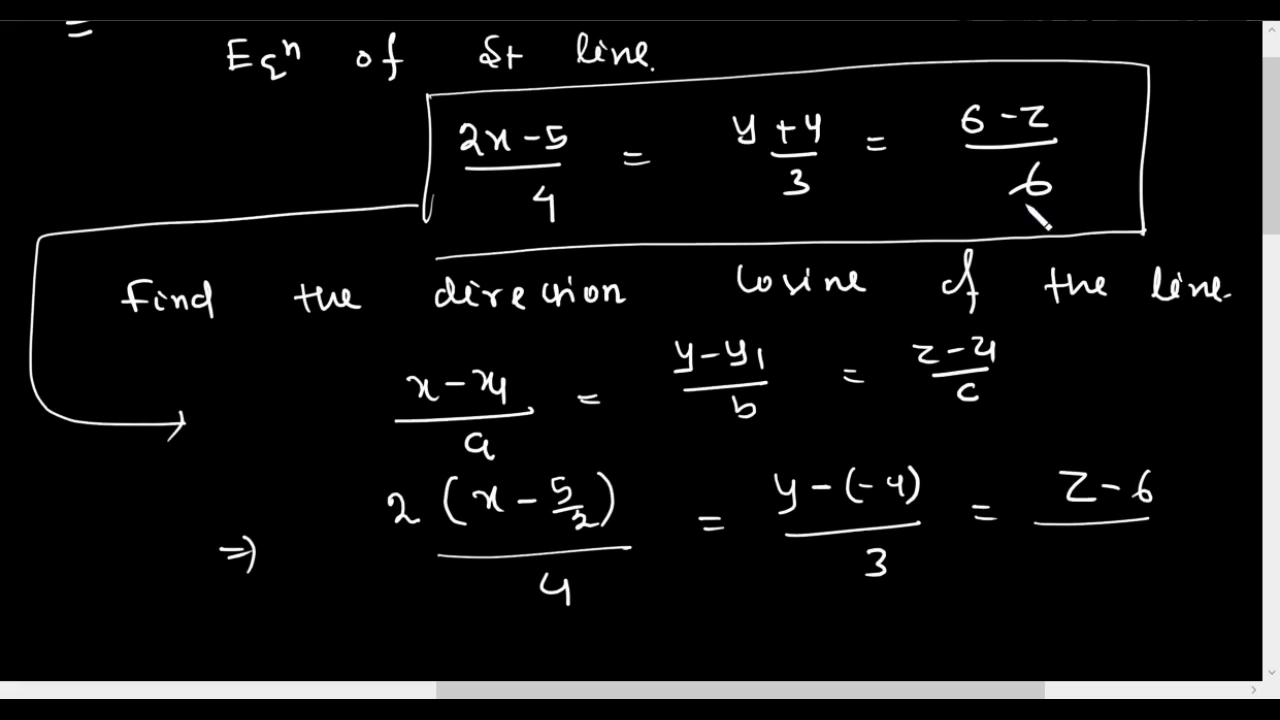 =
Eqⁿ of St line.
2x-5/4 = y+4/3 = 6-z/6
Find the direction cosine of the line.
x-x₁/a = y-y₁/b = z-z₁/c
⇒ 2(x-5/2)/4 = y-(-4)/3 = z-6